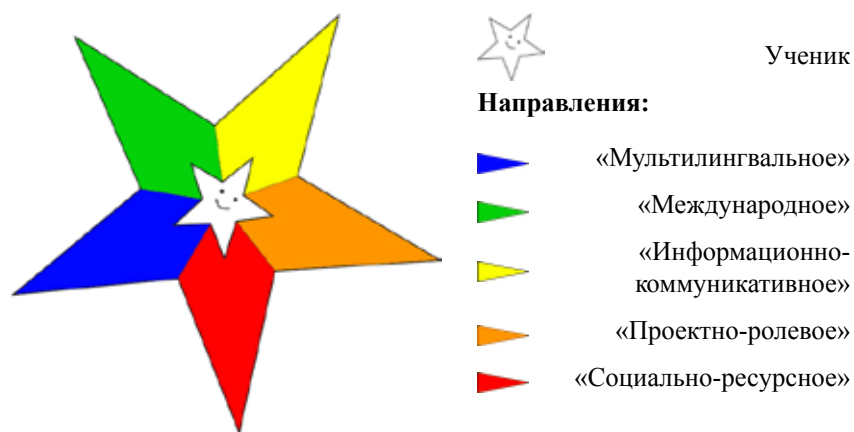 Ученик
Направления:
«Мультилингвальное»
«Международное»
«Информационно-
коммуникативное»
«Проектно-ролевое»
«Социально-ресурсное»